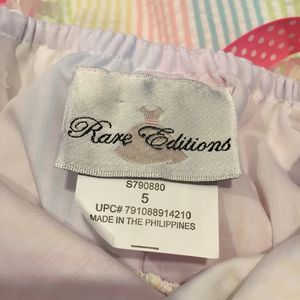 Rare Editions
S790880
5
UPC# 791088914210
MADE IN THE PHILIPPINES